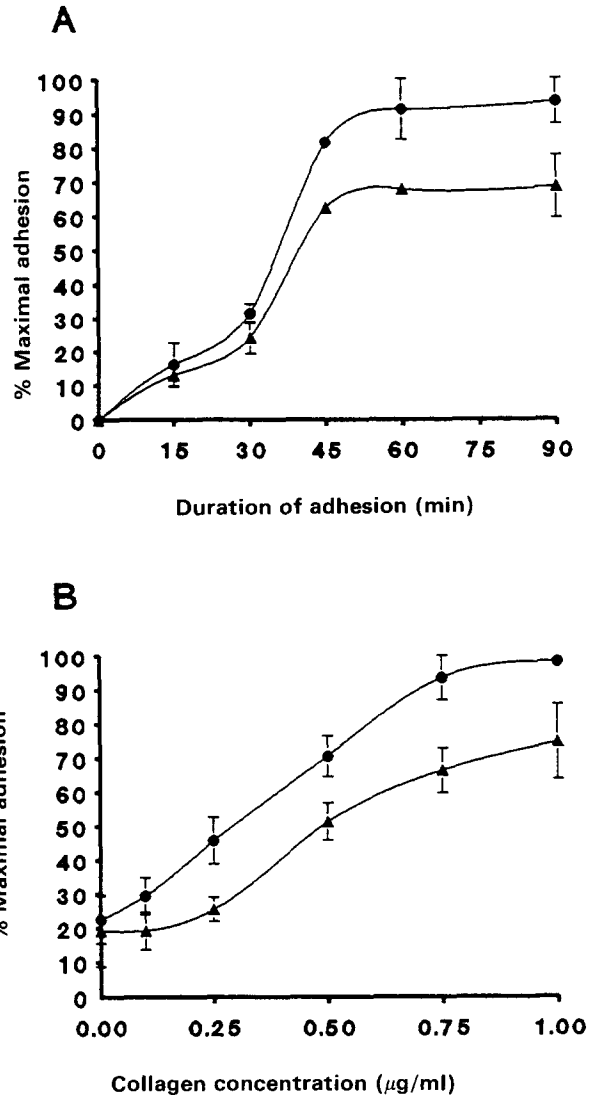 A
100
90
80
70
60
50
40
30
20
10
0
% Maximal adhesion
0 15 30 45 60 75 90
Duration of adhesion (min)
B
100
90
80
70
60
50
40
30
20
10
0
% Maximal adhesion
0.00 0.25 0.50 0.75 1.00
Collagen concentration (μg/ml)